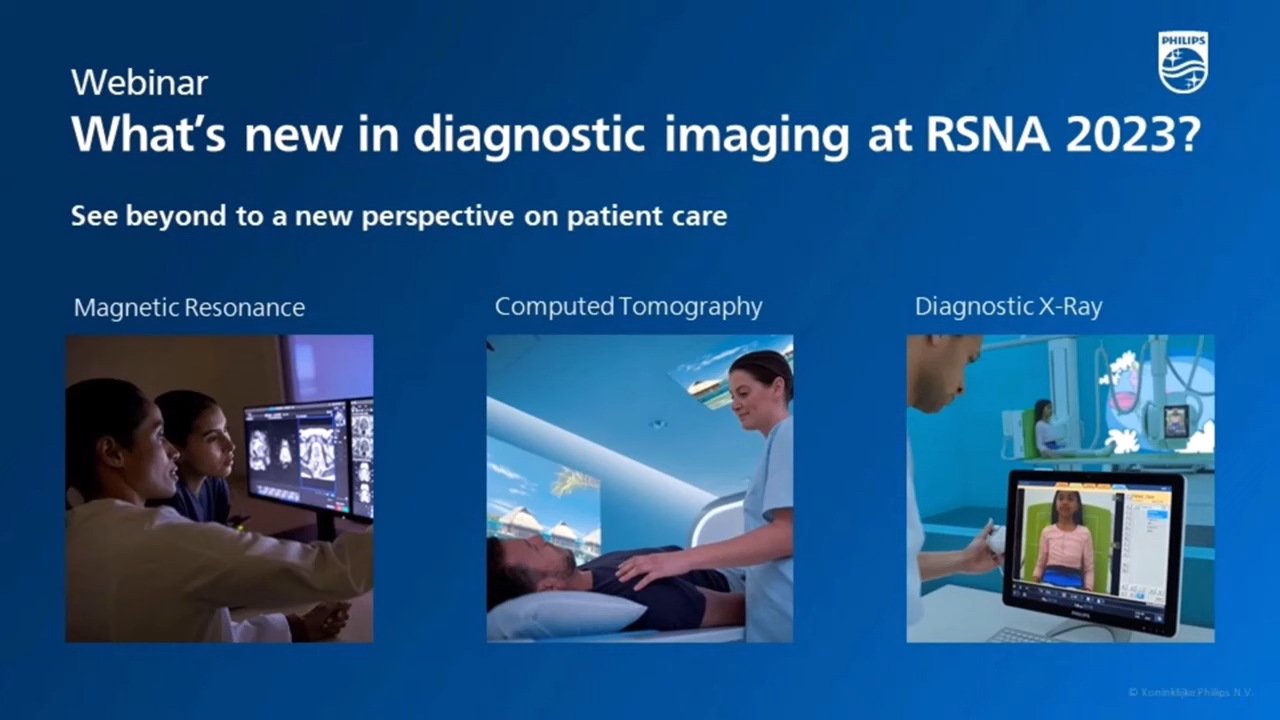 PHILIPS
Webinar
What's new in diagnostic imaging at RSNA 2023?
See beyond to a new perspective on patient care
Magnetic Resonance
Computed Tomography
Diagnostic X-Ray
PHILIPS
© Koninklijke Philips N.V.